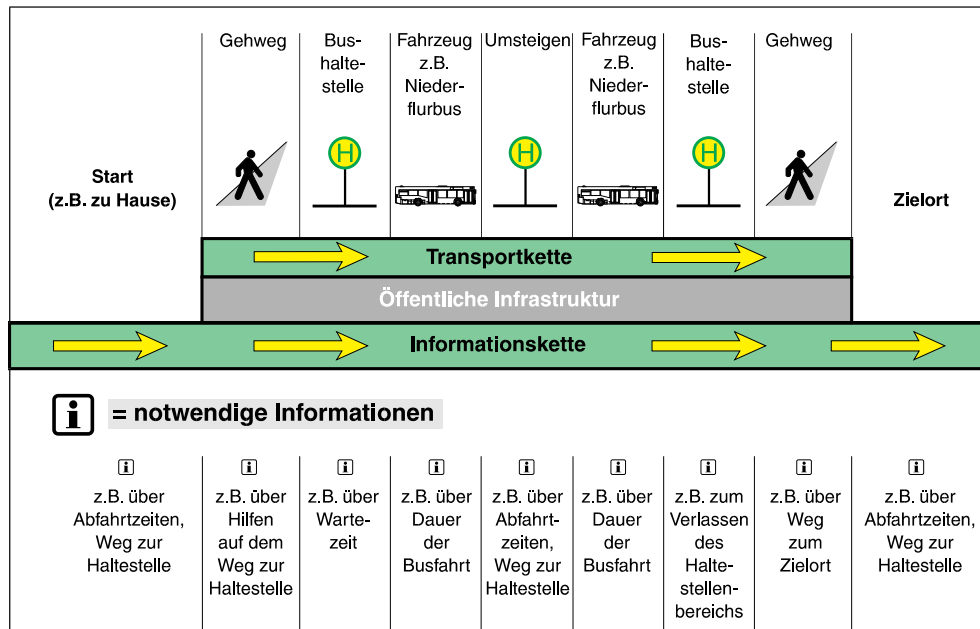 Gehweg
Bus-
halte-
stelle
Fahrzeug
z.B.
Nieder-
flurbus
Umsteigen
Fahrzeug
z.B.
Nieder-
flurbus
Bus-
halte-
stelle
Gehweg
Start
(z.B. zu Hause)
H
H
H
Zielort
Transportkette
Öffentliche Infrastruktur
Informationskette
i = notwendige Informationen
i
z.B. über
Abfahrtzeiten,
Weg zur
Haltestelle
i
z.B. über
Hilfen
auf dem
Weg zur
Haltestelle
i
z.B. über
Warte-
zeit
i
z.B. über
Dauer
der
Busfahrt
i
z.B. über
Abfahrt-
zeiten,
Weg zur
Haltestelle
i
z.B. über
Dauer
der
Busfahrt
i
z.B. zum
Verlassen
des
Halte-
stellen-
bereichs
i
z.B. über
Weg
zum
Zielort
i
z.B. über
Abfahrtzeiten,
Weg zur
Haltestelle